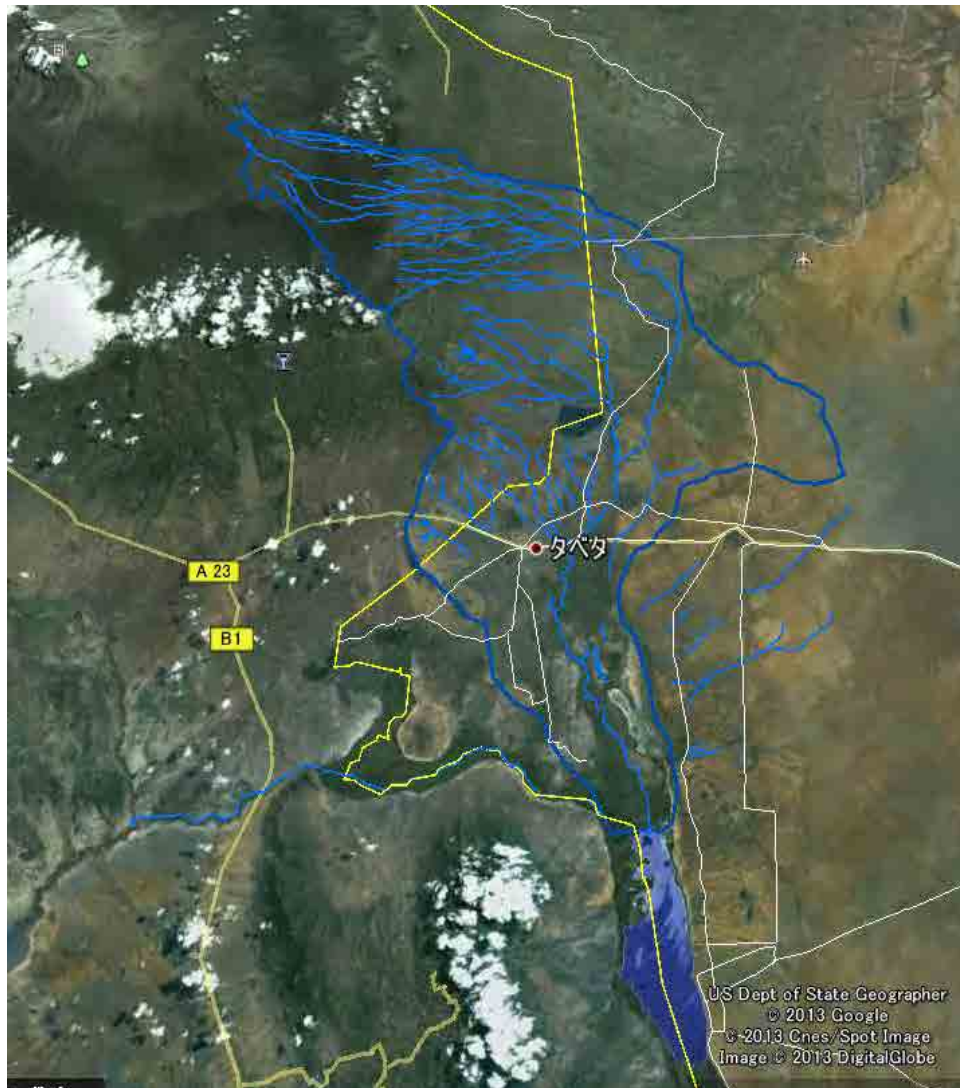 A 23
タベタ
B1
US Dept of State Geographer
© 2013 Google
© 2013 Cnes/Spot Image
Image © 2013 DigitalGlobe